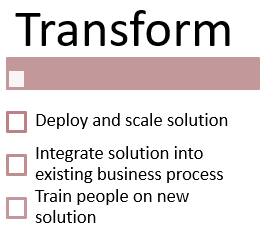 Transform
Deploy and scale solution
Integrate solution into
existing business process
Train people on new
solution